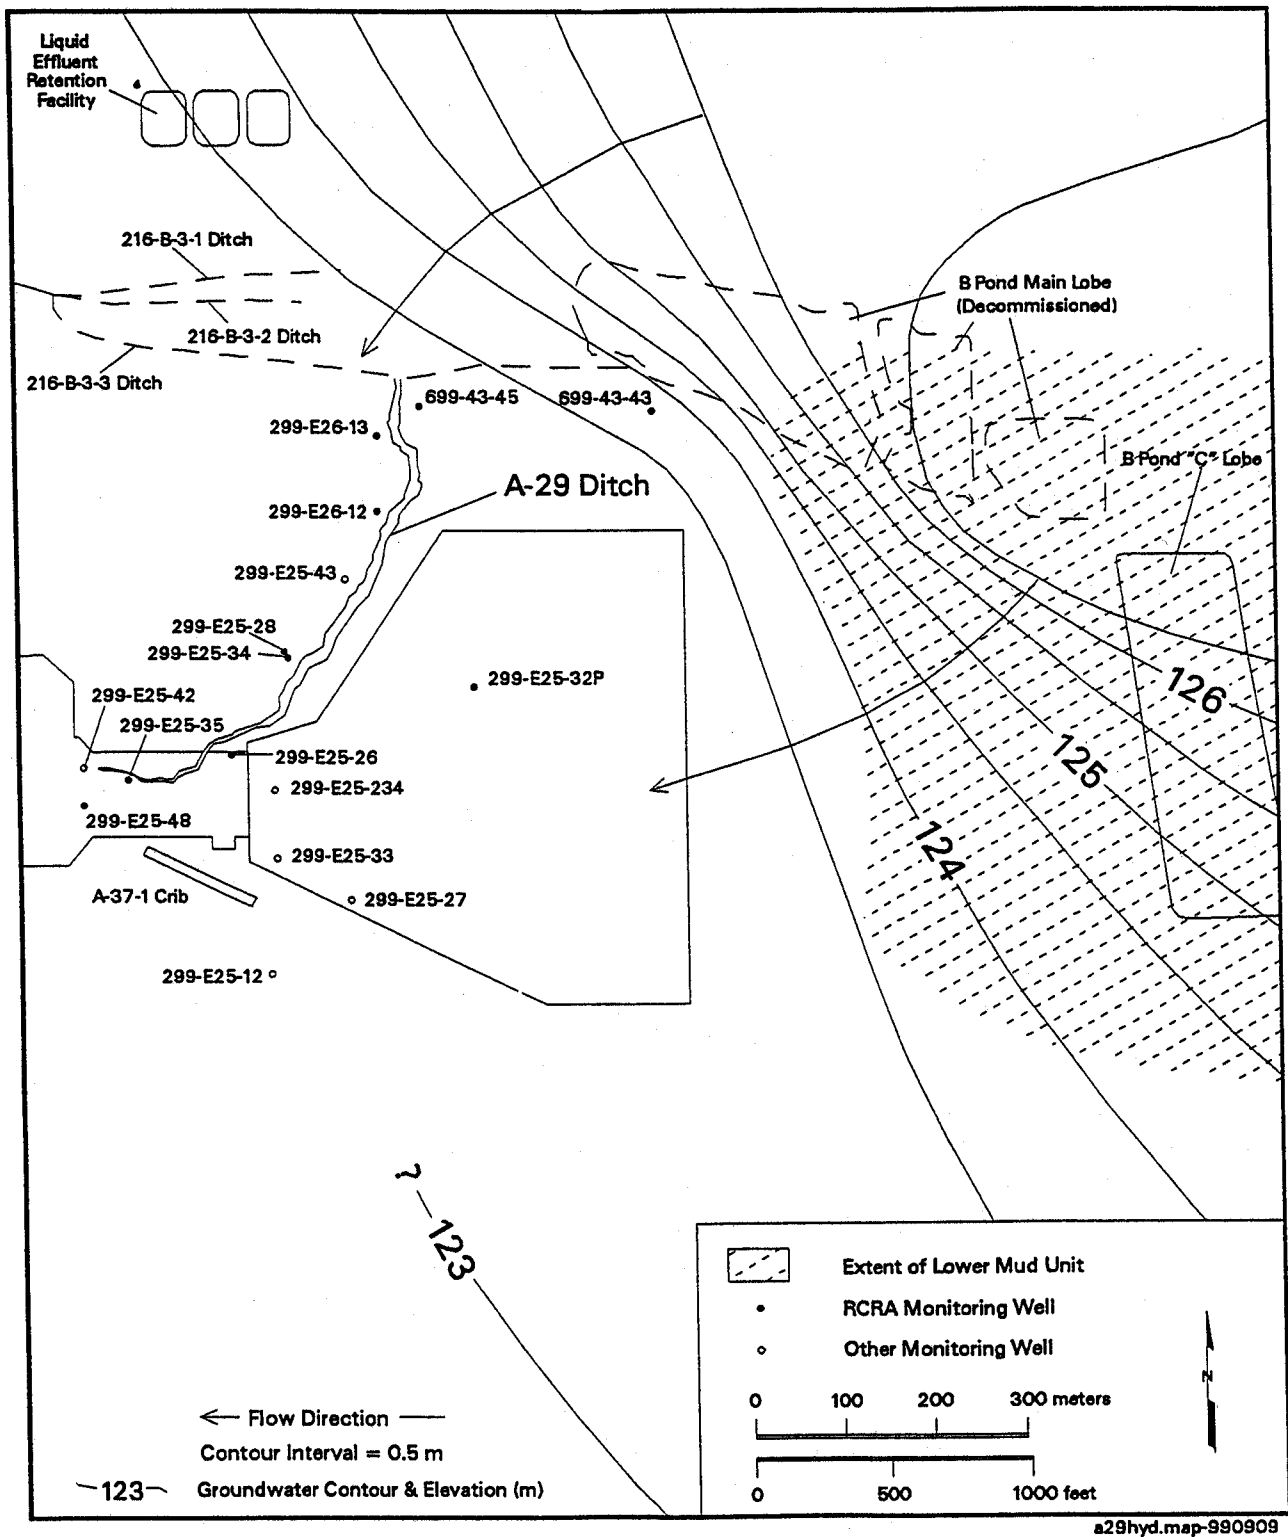 Liquid
Effluent
Retention
Facility
216-B-3-1 Ditch
216-B-3-2 Ditch
216-B-3-3 Ditch
B Pond Main Lobe
(Decommissioned)
699-43-45
699-43-43
299-E26-13
B Pond "C" Lobe
A-29 Ditch
299-E26-12
299-E25-43
299-E25-28
299-E25-34
299-E25-32P
299-E25-42
299-E25-35
126
299-E25-26
125
299-E25-234
299-E25-48
124
299-E25-33
A-37-1 Crib
299-E25-27
299-E25-12
?
123
Extent of Lower Mud Unit
RCRA Monitoring Well
Other Monitoring Well
N
0 100 200 300 meters
0 500 1000 feet
Flow Direction
Contour Interval = 0.5 m
123 Groundwater Contour & Elevation (m)
a29hyd.map-990909